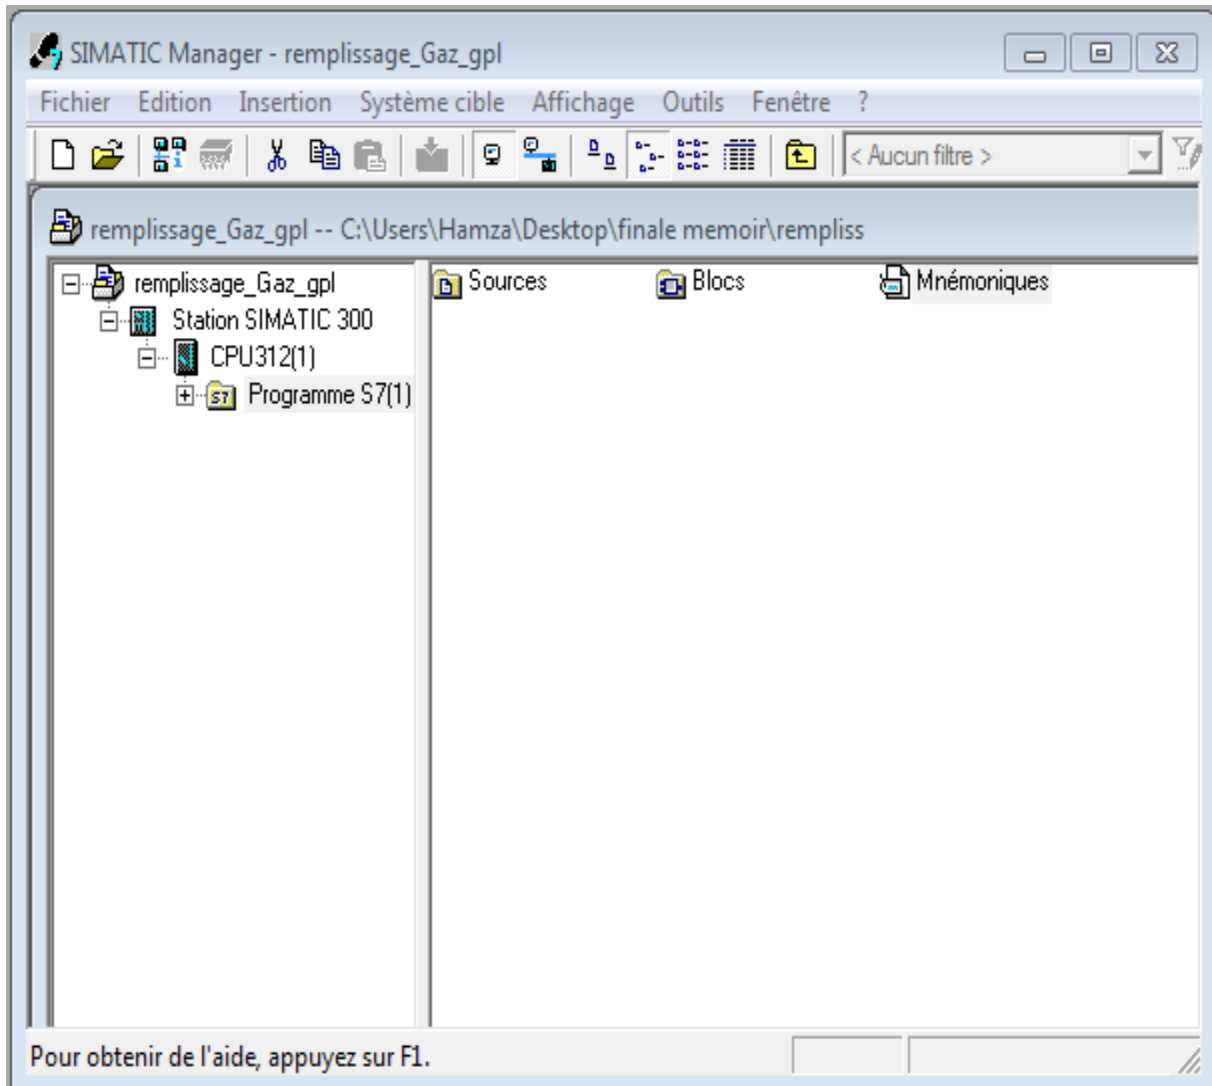 SIMATIC Manager - remplissage_Gaz_gpl
Fichier Edition Insertion Système cible Affichage Outils Fenêtre ?
< Aucun filtre >
remplissage_Gaz_gpl -- C:\Users\Hamza\Desktop\finale memoir\rempliss
remplissage_Gaz_gpl
Station SIMATIC 300
CPU312(1)
S7 Programme S7(1)
Sources Blocs Mnémoniques
Pour obtenir de l'aide, appuyez sur F1.